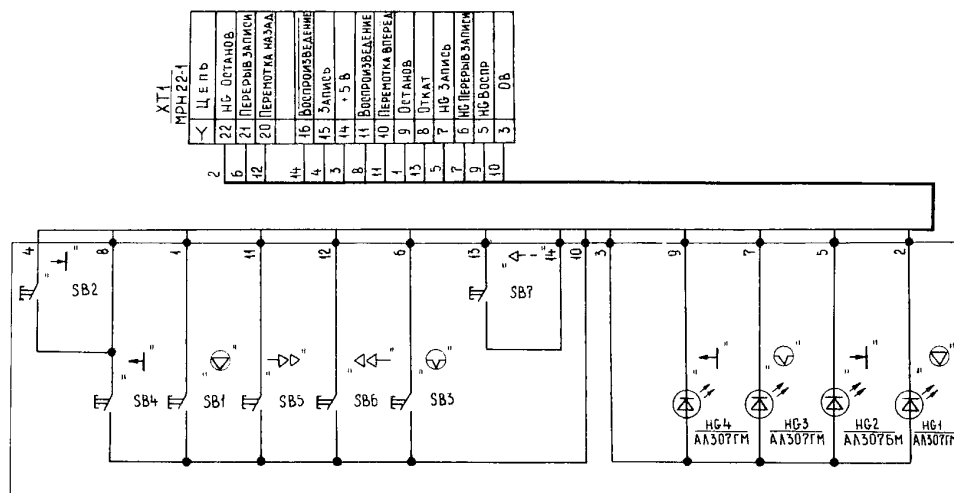 XT1
МРН 22-1
Цепь
22 HG Останов
21 Перерыв записи
20 Перемотка назад
16 Воспроизведение
15 Запись
14 +5В
11 Воспроизведение
10 Перемотка вперед
9 Останов
8 Откат
7 HG Запись
6 HG Перерыв записи
5 HG Воспр
3 0В
2 6 12 14 4 3 8 11 1 13 5 7 9 10
4 8 1 11 12 6 13 14 10 3 9 7 5 2
SB2
SB7
SB4
SB1
SB5
SB6
SB3
HG4
АЛ307ГМ
HG3
АЛ307ГМ
HG2
АЛ307БМ
HG1
АЛ307ГМ